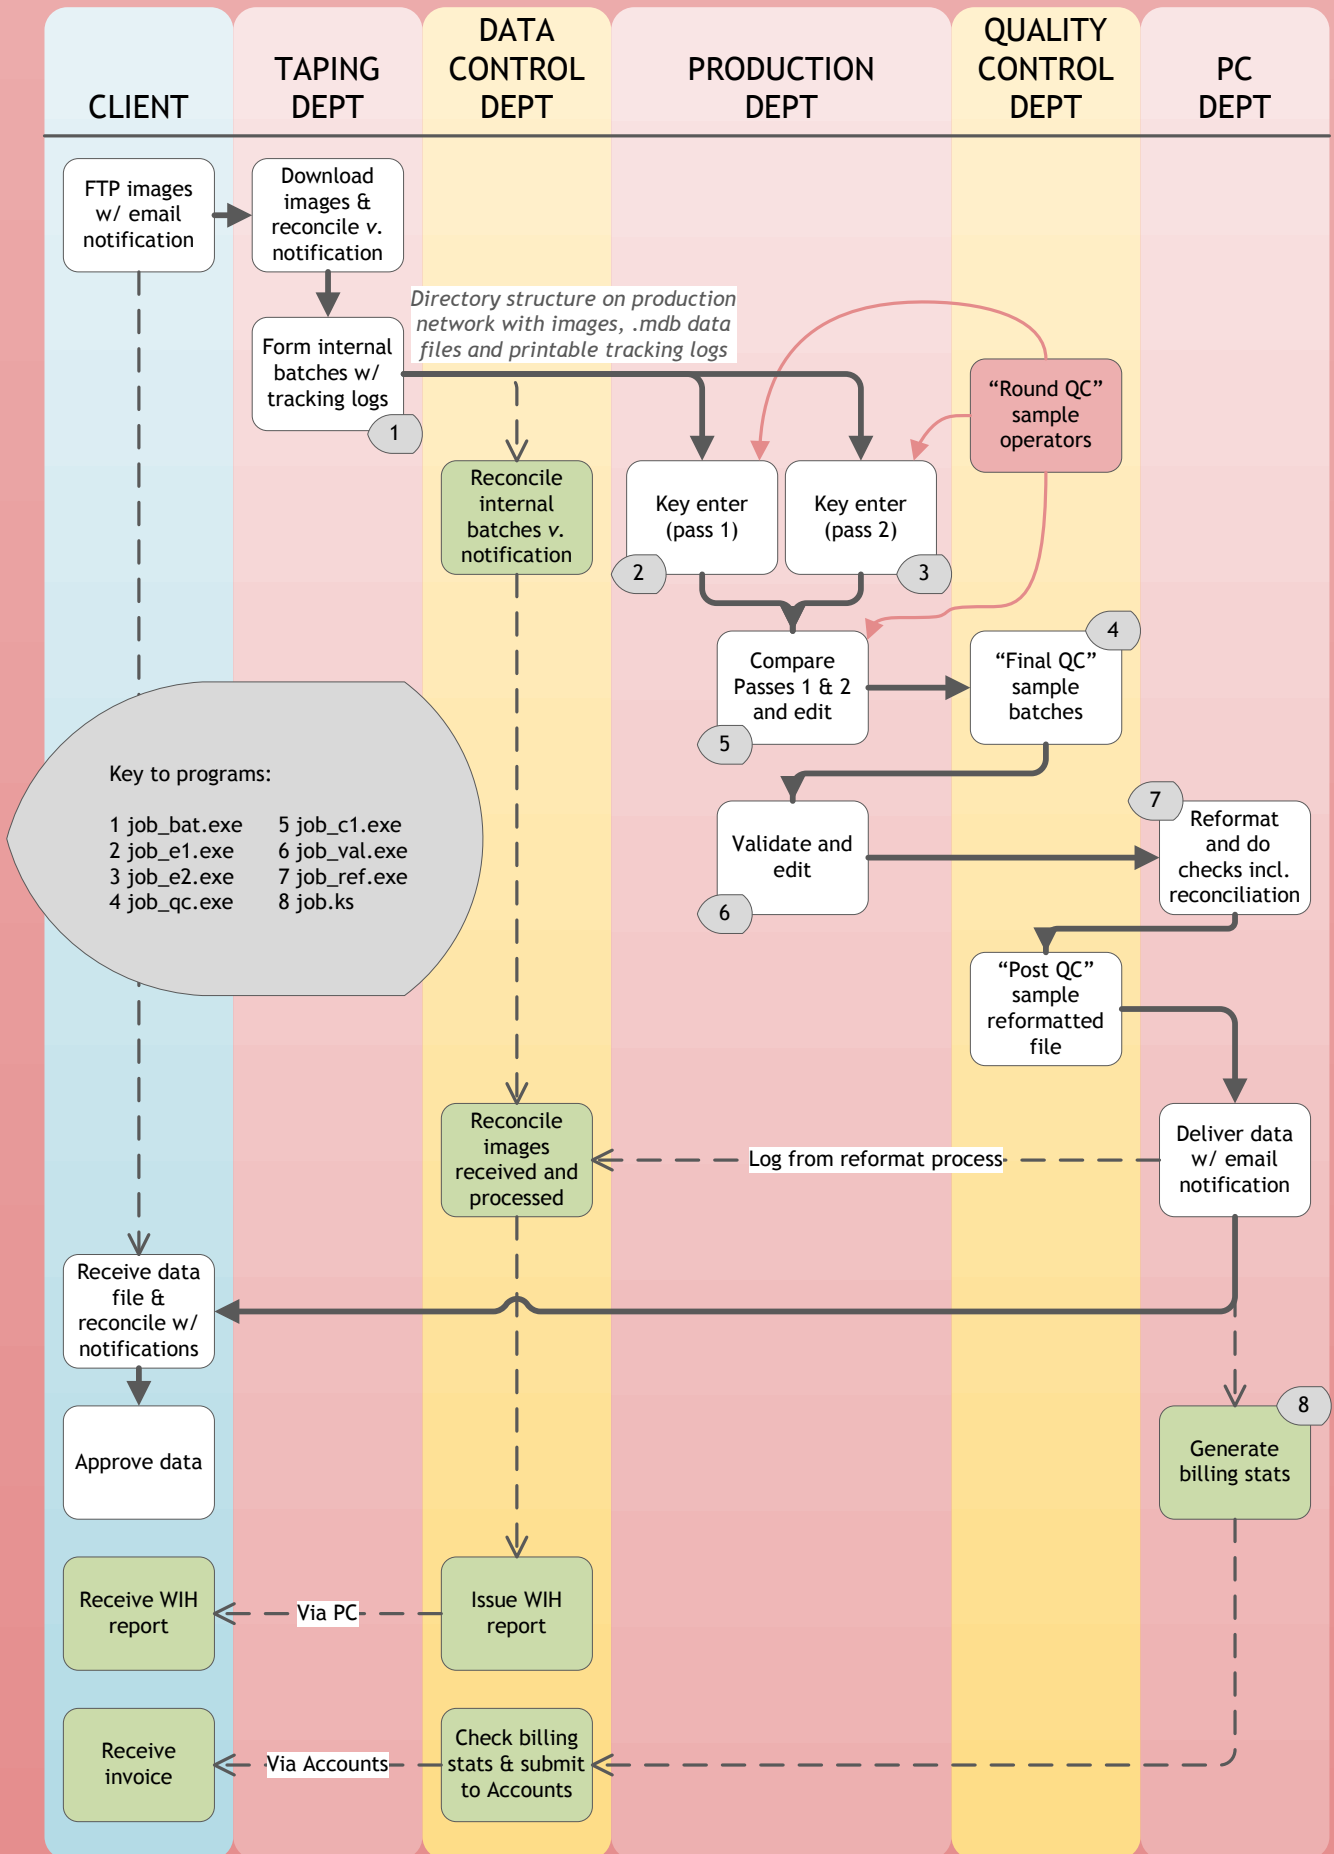 CLIENT
TAPING
DEPT
DATA
CONTROL
DEPT
PRODUCTION
DEPT
QUALITY
CONTROL
DEPT
PC
DEPT
FTP images
w/ email
notification
Download
images &
reconcile v.
notification
Form internal
batches w/
tracking logs
1
Directory structure on production
network with images, .mdb data
files and printable tracking logs
“Round QC”
sample
operators
Reconcile
internal
batches v.
notification
Key enter
(pass 1)
2
Key enter
(pass 2)
3
Compare
Passes 1 & 2
and edit
5
“Final QC”
sample
batches
4
Key to programs:
1 job_bat.exe
2 job_e1.exe
3 job_e2.exe
4 job_qc.exe
5 job_c1.exe
6 job_val.exe
7 job_ref.exe
8 job.ks
Validate and
edit
6
7
Reformat
and do
checks incl.
reconciliation
“Post QC”
sample
reformatted
file
Reconcile
images
received and
processed
Log from reformat process
Deliver data
w/ email
notification
Receive data
file &
reconcile w/
notifications
Approve data
8
Generate
billing stats
Receive WIH
report
Via PC
Issue WIH
report
Receive
invoice
Via Accounts
Check billing
stats & submit
to Accounts